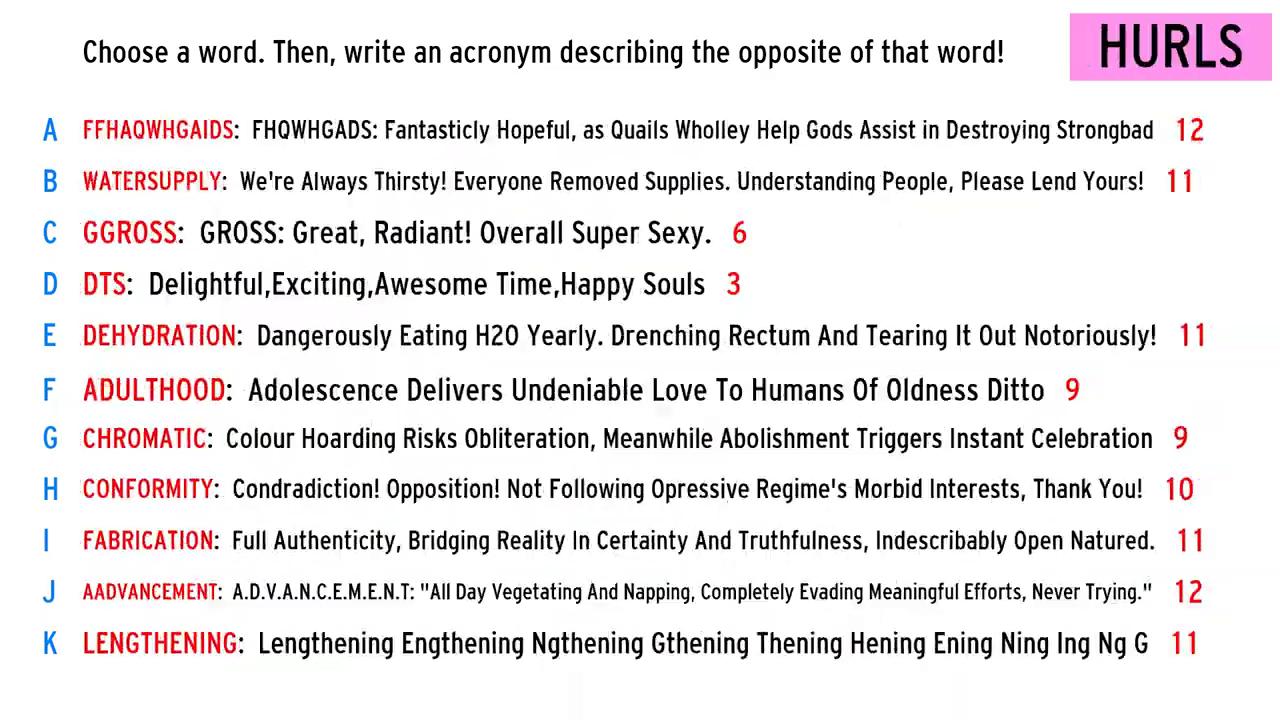 Choose a word. Then, write an acronym describing the opposite of that word!
HURLS
A FFHAQWHGAIDS: FHQWHGADS: Fantasticly Hopeful, as Quails Wholley Help Gods Assist in Destroying Strongbad 12
B WATERSUPPLY: We're Always Thirsty! Everyone Removed Supplies. Understanding People, Please Lend Yours! 11
C GGROSS: GROSS: Great, Radiant! Overall Super Sexy. 6
D DTS: Delightful,Exciting,Awesome Time,Happy Souls 3
E DEHYDRATION: Dangerously Eating H20 Yearly. Drenching Rectum And Tearing It Out Notoriously! 11
F ADULTHOOD: Adolescence Delivers Undeniable Love To Humans Of Oldness Ditto 9
G CHROMATIC: Colour Hoarding Risks Obliteration, Meanwhile Abolishment Triggers Instant Celebration 9
H CONFORMITY: Condradiction! Opposition! Not Following Opressive Regime's Morbid Interests, Thank You! 10
I FABRICATION: Full Authenticity, Bridging Reality In Certainty And Truthfulness, Indescribably Open Natured. 11
J AADVANCEMENT: A.D.V.A.N.C.E.M.E.N.T: "All Day Vegetating And Napping, Completely Evading Meaningful Efforts, Never Trying." 12
K LENGTHENING: Lengthening Engthening Ngthening Gthening Thening Hening Ening Ning Ing Ng G 11